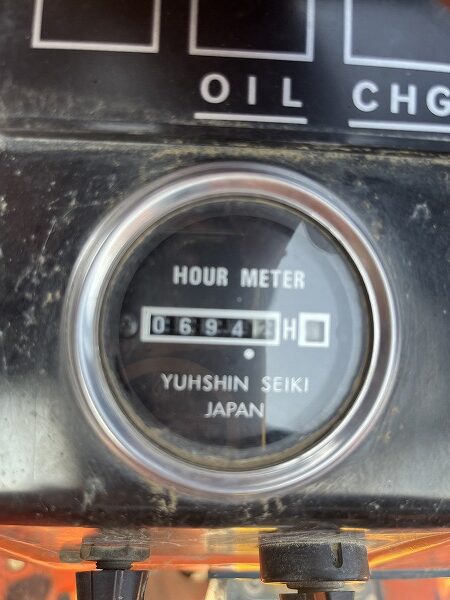 OIL CHG
HOUR METER
0694 H
YUHSHIN SEIKI
JAPAN